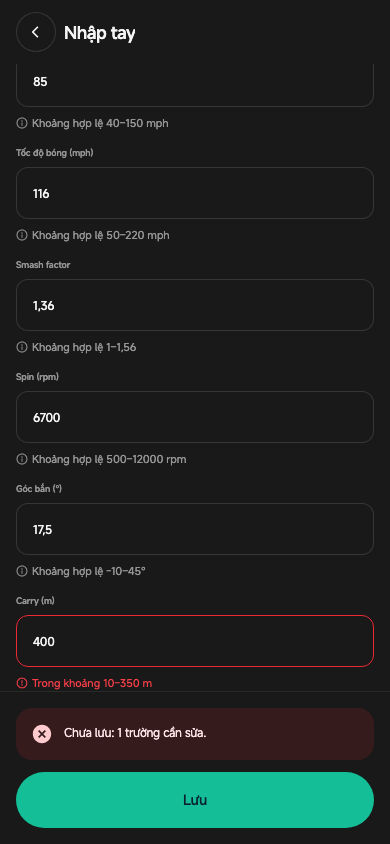 Nhập tay
85
Khoảng hợp lệ 40–150 mph
Tốc độ bóng (mph)
116
Khoảng hợp lệ 50–220 mph
Smash factor
1,36
Khoảng hợp lệ 1–1,56
Spin (rpm)
6700
Khoảng hợp lệ 500–12000 rpm
Góc bắn (°)
17,5
Khoảng hợp lệ -10–45°
Carry (m)
400
Trong khoảng 10–350 m
Chưa lưu: 1 trường cần sửa.
Lưu